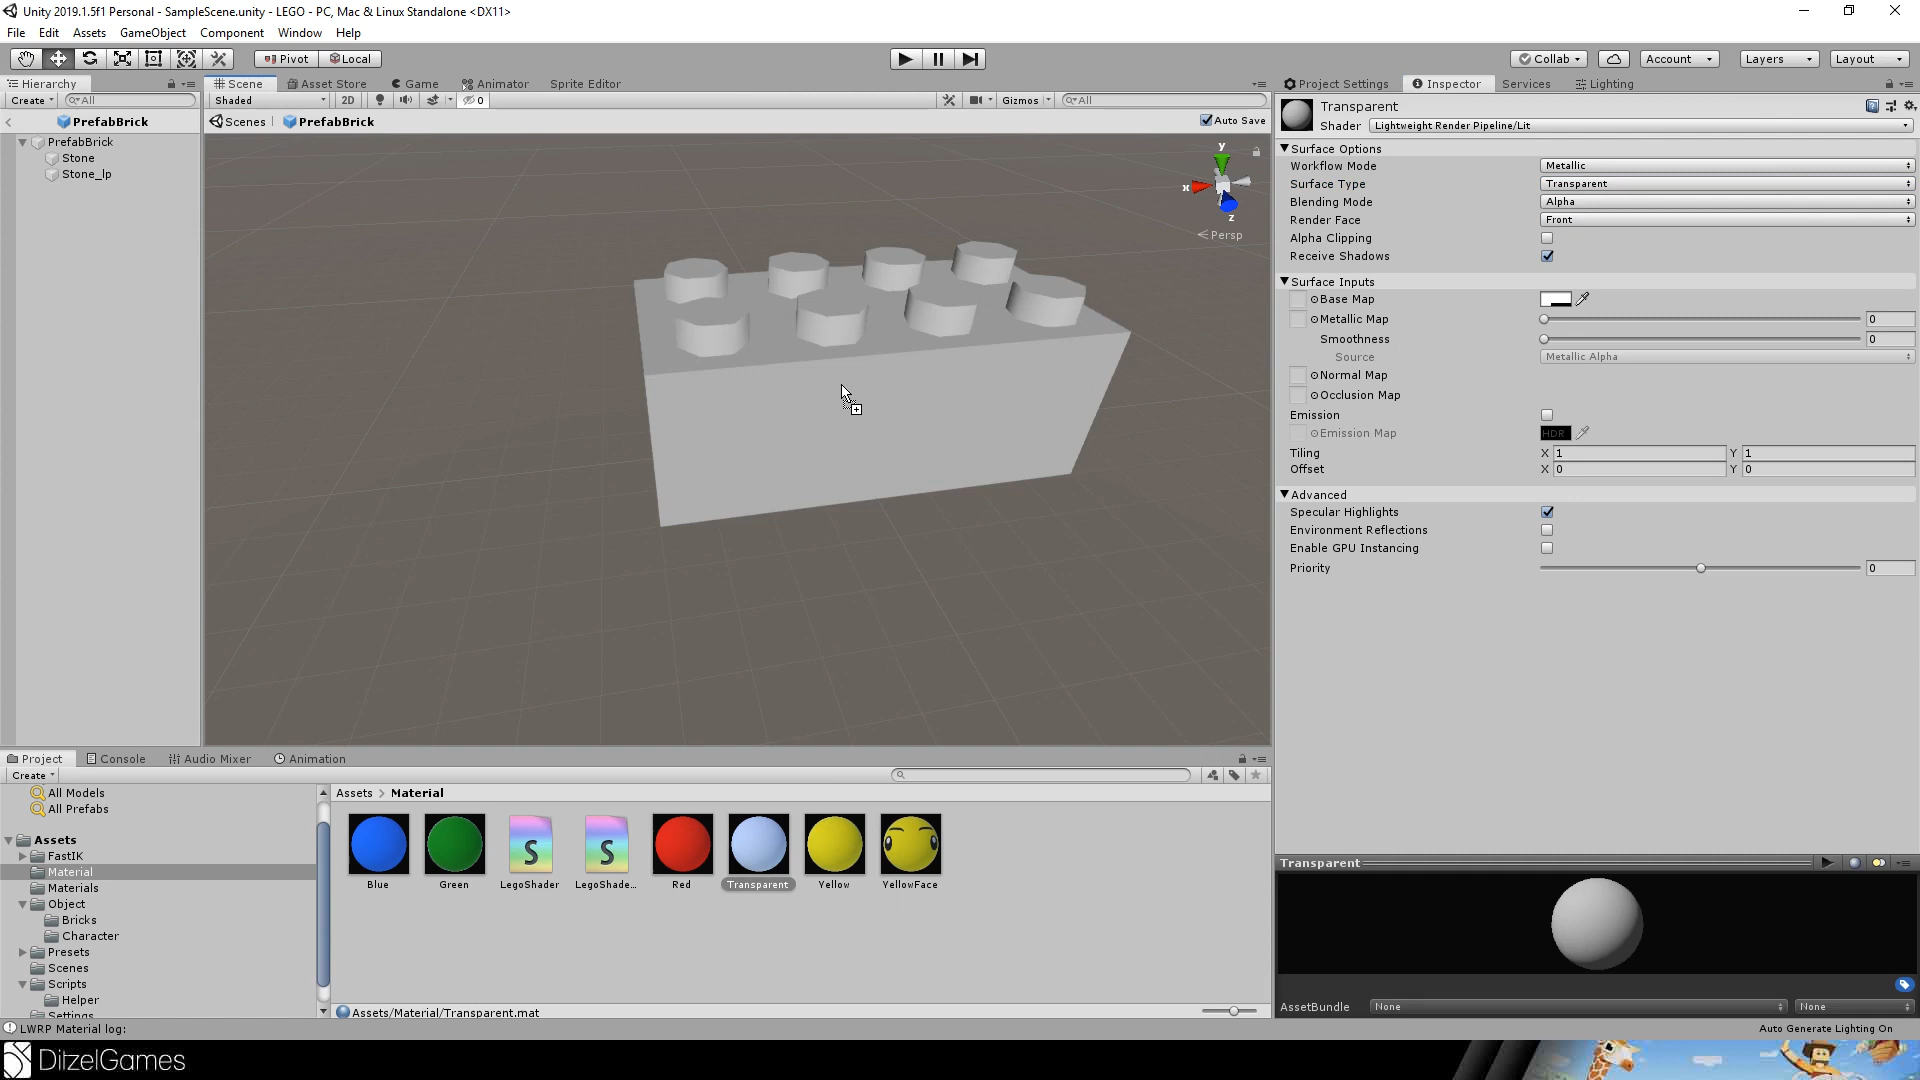 Unity 2019.1.5f1 Personal - SampleScene.unity - LEGO - PC, Mac & Linux Standalone <DX11>
File Edit Assets GameObject Component Window Help
Pivot Local Collab Account Layers Layout
Hierarchy
Create All
PrefabBrick
PrefabBrick
Stone
Stone_lp
Scene Asset Store Game Animator Sprite Editor
Shaded 2D 0 Gizmos All
Scenes PrefabBrick Auto Save
y
x
z
Persp
Project Settings Inspector Services Lighting
Transparent
Shader Lightweight Render Pipeline/Lit
Surface Options
Workflow Mode Metallic
Surface Type Transparent
Blending Mode Alpha
Render Face Front
Alpha Clipping
Receive Shadows
Surface Inputs
Base Map
Metallic Map 0
Smoothness 0
Source Metallic Alpha
Normal Map
Occlusion Map
Emission
Emission Map HDR
Tiling X 1 Y 1
Offset X 0 Y 0
Advanced
Specular Highlights
Environment Reflections
Enable GPU Instancing
Priority 0
Project Console Audio Mixer Animation
Create
All Models
All Prefabs
Assets
FastIK
Material
Materials
Object
Bricks
Character
Presets
Scenes
Scripts
Helper
Settings
Assets > Material
Blue Green LegoShader LegoShade... Red Transparent Yellow YellowFace
Assets/Material/Transparent.mat
Transparent
AssetBundle None None
LWRP Material log:
Auto Generate Lighting On
DitzelGames